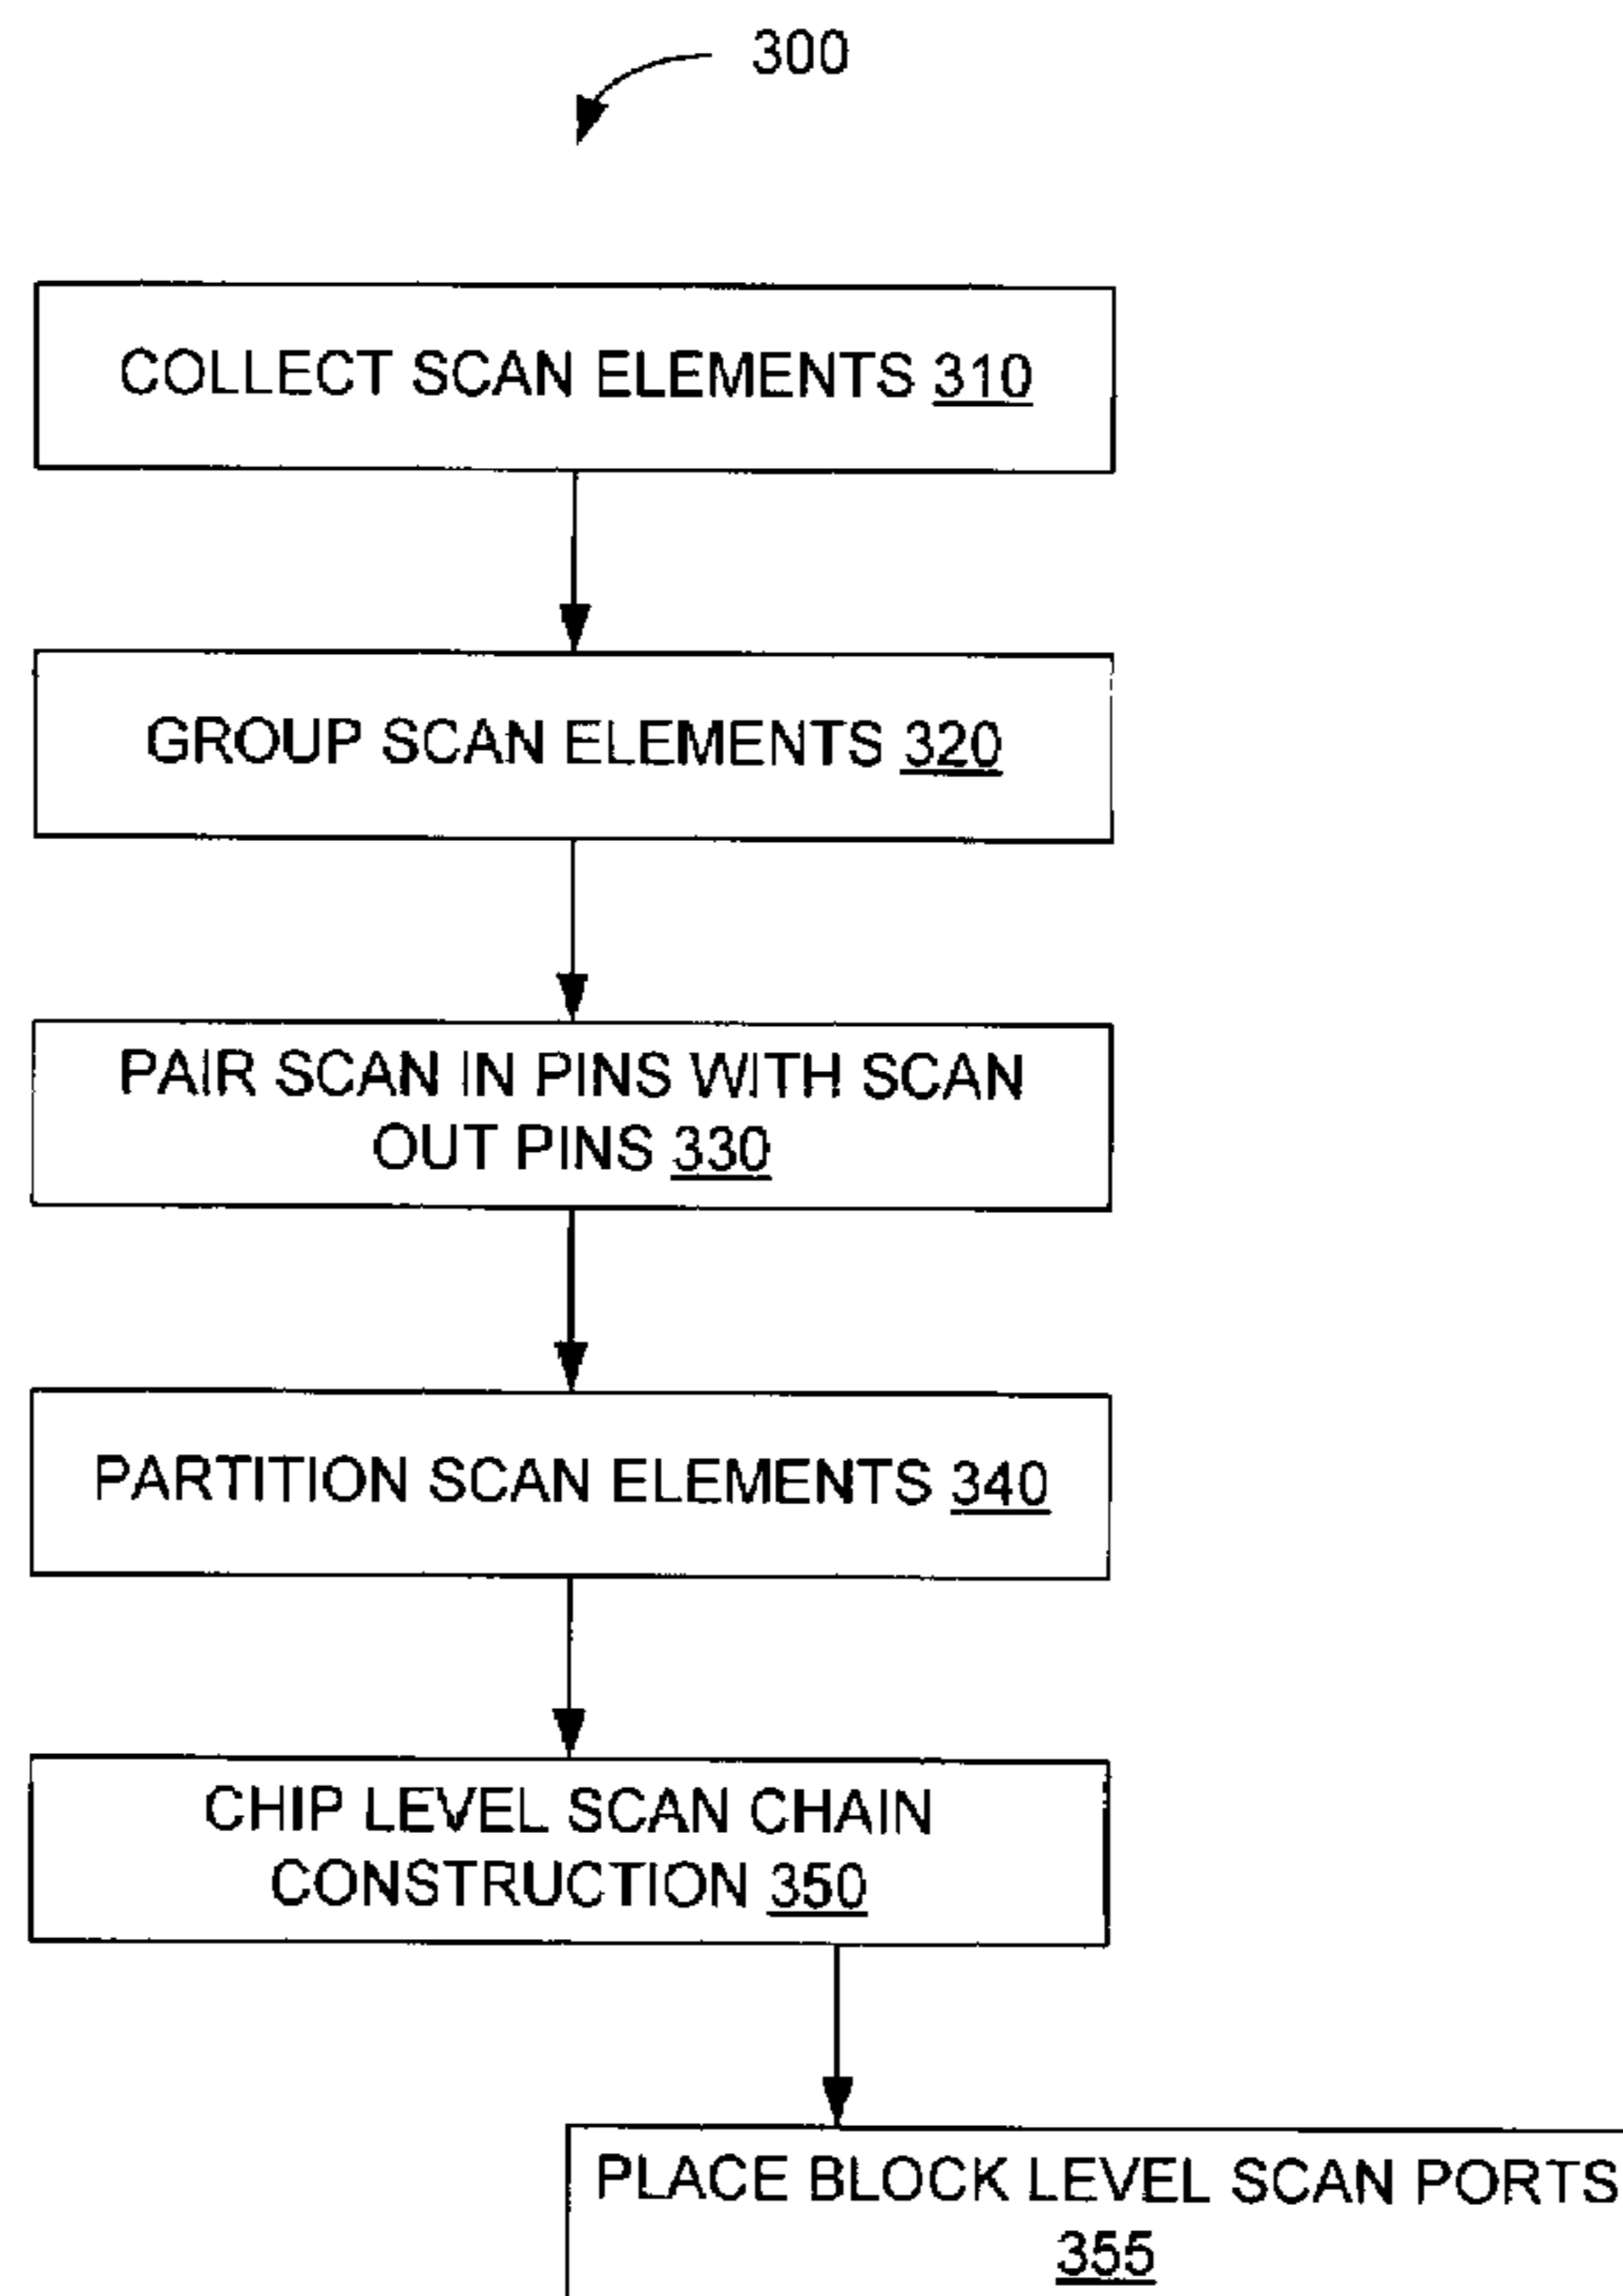 300
COLLECT SCAN ELEMENTS 310
GROUP SCAN ELEMENTS 320
PAIR SCAN IN PINS WITH SCAN
OUT PINS 330
PARTITION SCAN ELEMENTS 340
CHIP LEVEL SCAN CHAIN
CONSTRUCTION 350
PLACE BLOCK LEVEL SCAN PORTS
355